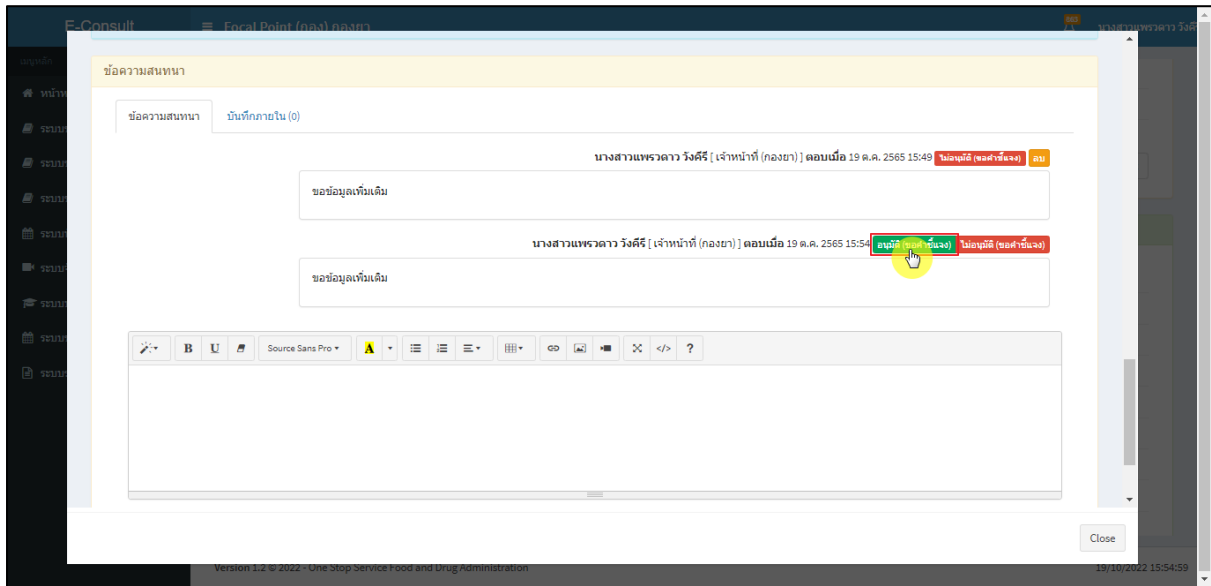 E-Consult
Focal Point (กอง) กองยา
เมนูหลัก
ข้อความสนทนา
ข้อความสนทนา
บันทึกภายใน (0)
นางสาวแพรวดาว วังคีรี [ เจ้าหน้าที่ (กองยา) ] ตอบเมื่อ 19 ต.ค. 2565 15:49 ไม่อนุมัติ (ขอคำชี้แจง) ลบ
ขอข้อมูลเพิ่มเติม
นางสาวแพรวดาว วังคีรี [ เจ้าหน้าที่ (กองยา) ] ตอบเมื่อ 19 ต.ค. 2565 15:54 อนุมัติ (ขอคำชี้แจง) ไม่อนุมัติ (ขอคำชี้แจง)
ขอข้อมูลเพิ่มเติม
B U Source Sans Pro A </> ?
Close
Version 1.2 © 2022 - One Stop Service Food and Drug Administration
19/10/2022 15:54:59